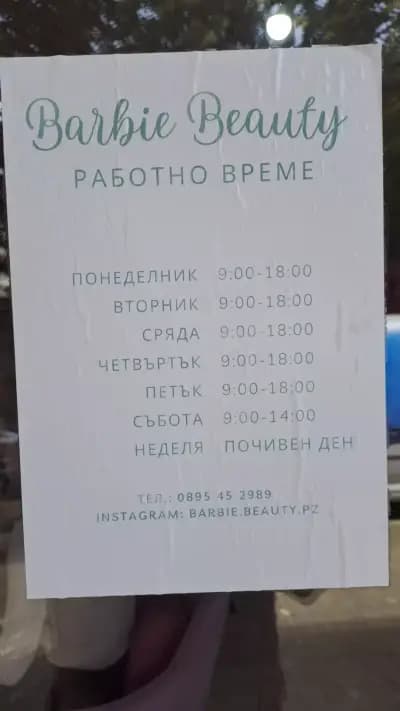 Barbie Beauty
РАБОТНО ВРЕМЕ
ПОНЕДЕЛНИК 9:00-18:00
ВТОРНИК 9:00-18:00
СРЯДА 9:00-18:00
ЧЕТВЪРТЪК 9:00-18:00
ПЕТЪК 9:00-18:00
СЪБОТА 9:00-14:00
НЕДЕЛЯ ПОЧИВЕН ДЕН
ТЕЛ.: 0895 45 2989
INSTAGRAM: BARBIE.BEAUTY.PZ